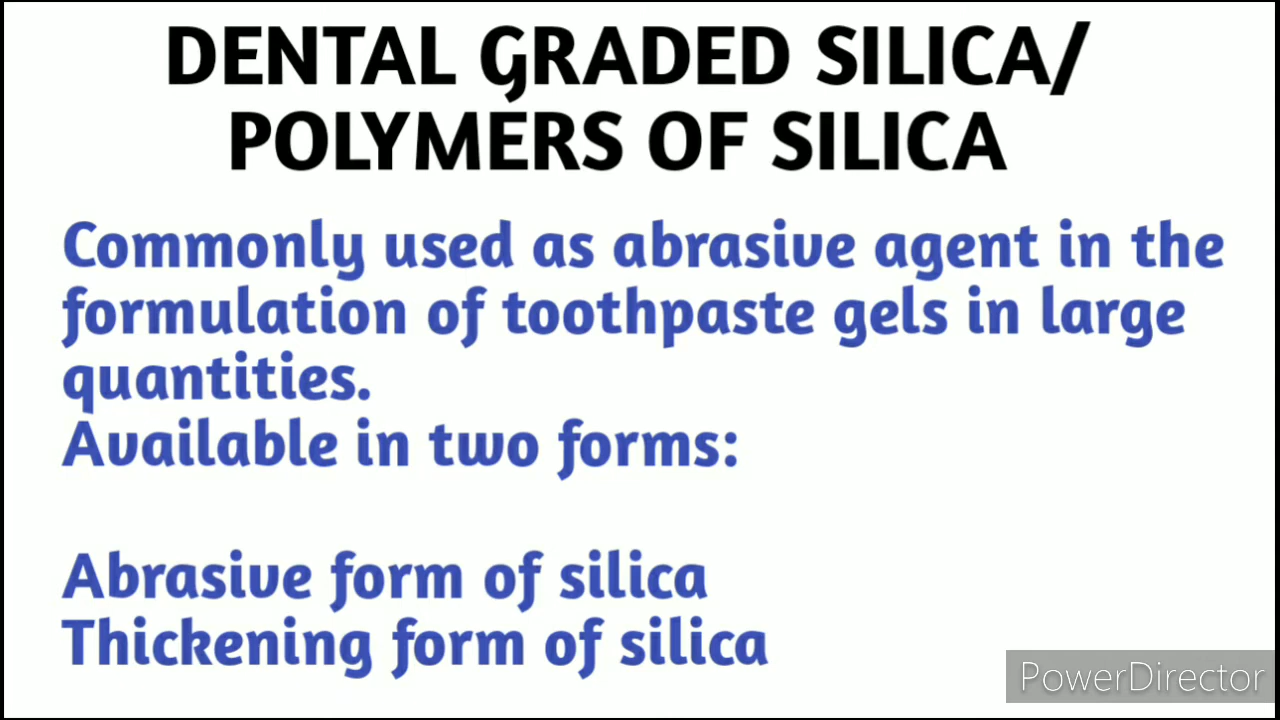 DENTAL GRADED SILICA/
POLYMERS OF SILICA
Commonly used as abrasive agent in the
formulation of toothpaste gels in large
quantities.
Available in two forms:
Abrasive form of silica
Thickening form of silica
PowerDirector